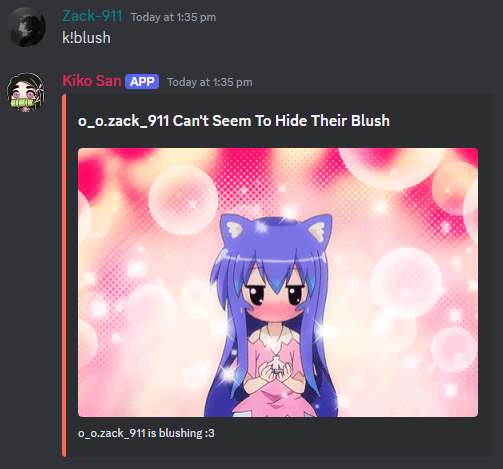 Zack-911 Today at 1:35 pm
k!blush
Kiko San APP Today at 1:35 pm
o_o.zack_911 Can't Seem To Hide Their Blush
o_o.zack_911 is blushing :3